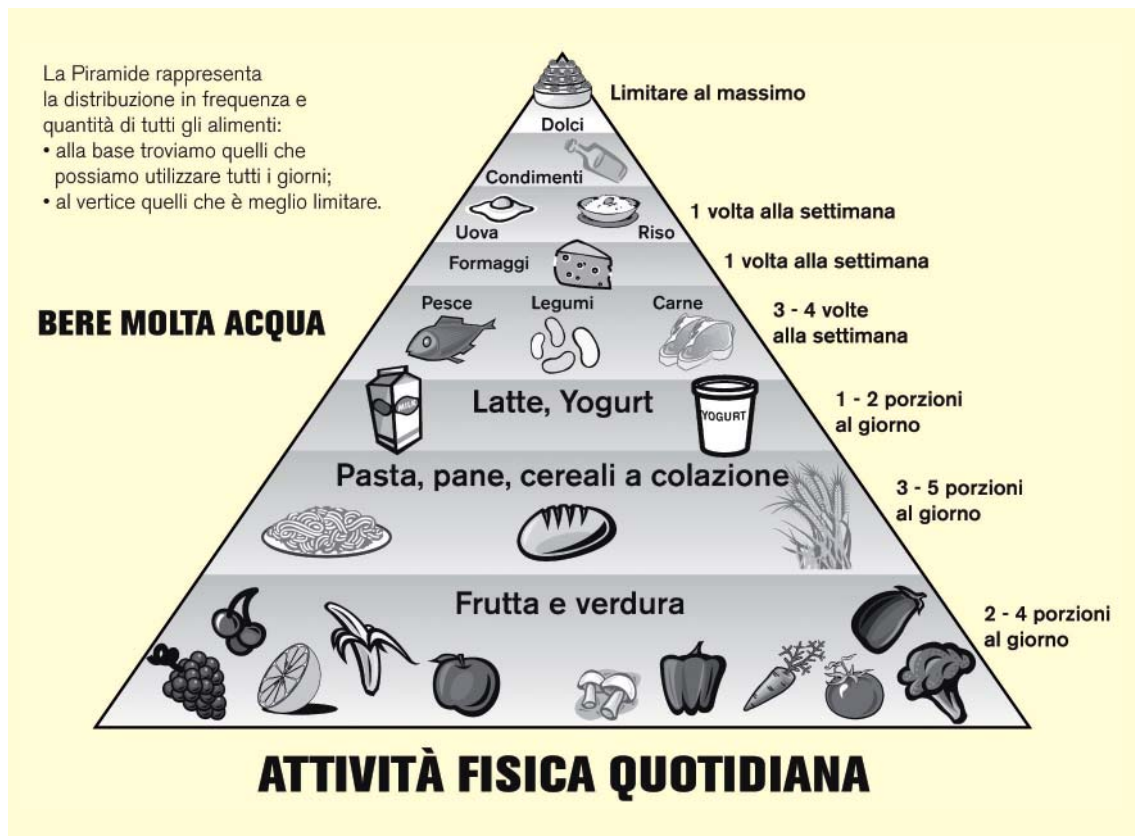 La Piramide rappresenta
la distribuzione in frequenza e
quantità di tutti gli alimenti:
• alla base troviamo quelli che
possiamo utilizzare tutti i giorni;
• al vertice quelli che è meglio limitare.
Limitare al massimo
Dolci
Condimenti
Uova
Riso
1 volta alla settimana
Formaggi
1 volta alla settimana
BERE MOLTA ACQUA
Pesce
Legumi
Carne
3 - 4 volte
alla settimana
MILK
Latte, Yogurt
YOGURT
1 - 2 porzioni
al giorno
Pasta, pane, cereali a colazione
3 - 5 porzioni
al giorno
Frutta e verdura
2 - 4 porzioni
al giorno
ATTIVITÀ FISICA QUOTIDIANA